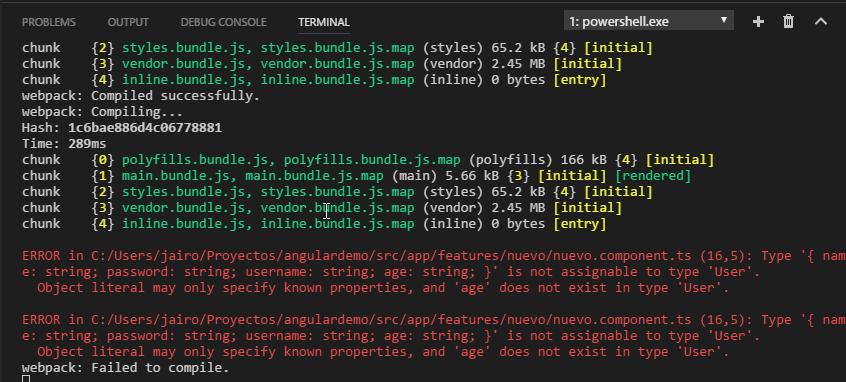 PROBLEMS OUTPUT DEBUG CONSOLE TERMINAL 1: powershell.exe
chunk {2} styles.bundle.js, styles.bundle.js.map (styles) 65.2 kB {4} [initial]
chunk {3} vendor.bundle.js, vendor.bundle.js.map (vendor) 2.45 MB [initial]
chunk {4} inline.bundle.js, inline.bundle.js.map (inline) 0 bytes [entry]
webpack: Compiled successfully.
webpack: Compiling...
Hash: 1c6bae886d4c06778881
Time: 289ms
chunk {0} polyfills.bundle.js, polyfills.bundle.js.map (polyfills) 166 kB {4} [initial]
chunk {1} main.bundle.js, main.bundle.js.map (main) 5.66 kB {3} [initial] [rendered]
chunk {2} styles.bundle.js, styles.bundle.js.map (styles) 65.2 kB {4} [initial]
chunk {3} vendor.bundle.js, vendor.bundle.js.map (vendor) 2.45 MB [initial]
chunk {4} inline.bundle.js, inline.bundle.js.map (inline) 0 bytes [entry]
ERROR in C:/Users/jairo/Proyectos/angulardemo/src/app/features/nuevo/nuevo.component.ts (16,5): Type '{ nam
e: string; password: string; username: string; age: string; }' is not assignable to type 'User'.
Object literal may only specify known properties, and 'age' does not exist in type 'User'.
ERROR in C:/Users/jairo/Proyectos/angulardemo/src/app/features/nuevo/nuevo.component.ts (16,5): Type '{ nam
e: string; password: string; username: string; age: string; }' is not assignable to type 'User'.
Object literal may only specify known properties, and 'age' does not exist in type 'User'.
webpack: Failed to compile.